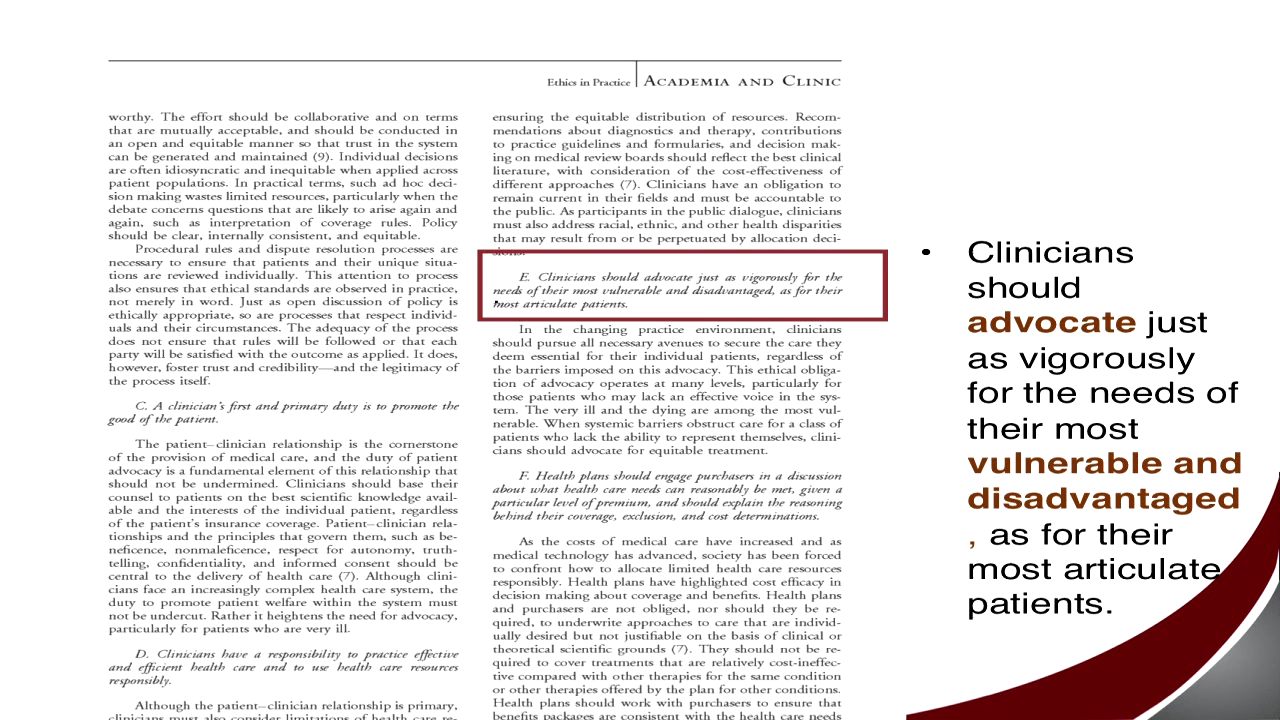 Ethics in Practice | ACADEMIA AND CLINIC
worthy. The effort should be collaborative and on terms
that are mutually acceptable, and should be conducted in
an open and equitable manner so that trust in the system
can be generated and maintained (9). Individual decisions
are often idiosyncratic and inequitable when applied across
patient populations. In practical terms, such ad hoc deci-
sion making wastes limited resources, particularly when the
debate concerns questions that are likely to arise again and
again, such as interpretation of coverage rules. Policy
should be clear, internally consistent, and equitable.
Procedural rules and dispute resolution processes are
necessary to ensure that patients and their unique situa-
tions are reviewed individually. This attention to process
also ensures that ethical standards are observed in practice,
not merely in word. Just as open discussion of policy is
ethically appropriate, so are processes that respect individ-
uals and their circumstances. The adequacy of the process
does not ensure that rules will be followed or that each
party will be satisfied with the outcome as applied. It does,
however, foster trust and credibility—and the legitimacy of
the process itself.
C. A clinician's first and primary duty is to promote the
good of the patient.
The patient–clinician relationship is the cornerstone
of the provision of medical care, and the duty of patient
advocacy is a fundamental element of this relationship that
should not be undermined. Clinicians should base their
counsel to patients on the best scientific knowledge avail-
able and the interests of the individual patient, regardless
of the patient's insurance coverage. Patient–clinician rela-
tionships and the principles that govern them, such as be-
neficence, nonmaleficence, respect for autonomy, truth-
telling, confidentiality, and informed consent should be
central to the delivery of health care (7). Although clini-
cians face an increasingly complex health care system, the
duty to promote patient welfare within the system must
not be undercut. Rather it heightens the need for advocacy,
particularly for patients who are very ill.
D. Clinicians have a responsibility to practice effective
and efficient health care and to use health care resources
responsibly.
Although the patient–clinician relationship is primary,
clinicians must also consider limitations of health care re-
ensuring the equitable distribution of resources. Recom-
mendations about diagnostics and therapy, contributions
to practice guidelines and formularies, and decision mak-
ing on medical review boards should reflect the best clinical
literature, with consideration of the cost-effectiveness of
different approaches (7). Clinicians have an obligation to
remain current in their fields and must be accountable to
the public. As participants in the public dialogue, clinicians
must also address racial, ethnic, and other health disparities
that may result from or be perpetuated by allocation deci-
sions.
E. Clinicians should advocate just as vigorously for the
needs of their most vulnerable and disadvantaged, as for their
most articulate patients.
In the changing practice environment, clinicians
should pursue all necessary avenues to secure the care they
deem essential for their individual patients, regardless of
the barriers imposed on this advocacy. This ethical obliga-
tion of advocacy operates at many levels, particularly for
those patients who may lack an effective voice in the sys-
tem. The very ill and the dying are among the most vul-
nerable. When systemic barriers obstruct care for a class of
patients who lack the ability to represent themselves, clini-
cians should advocate for equitable treatment.
F. Health plans should engage purchasers in a discussion
about what health care needs can reasonably be met, given a
particular level of premium, and should explain the reasoning
behind their coverage, exclusion, and cost determinations.
As the costs of medical care have increased and as
medical technology has advanced, society has been forced
to confront how to allocate limited health care resources
responsibly. Health plans have highlighted cost efficacy in
decision making about coverage and benefits. Health plans
and purchasers are not obliged, nor should they be re-
quired, to underwrite approaches to care that are individ-
ually desired but not justifiable on the basis of clinical or
theoretical scientific grounds (7). They should not be re-
quired to cover treatments that are relatively cost-ineffec-
tive compared with other therapies for the same condition
or other therapies offered by the plan for other conditions.
Health plans should work with purchasers to ensure that
benefits packages are consistent with the health care needs
• Clinicians
should
advocate just
as vigorously
for the needs of
their most
vulnerable and
disadvantaged
, as for their
most articulate
patients.